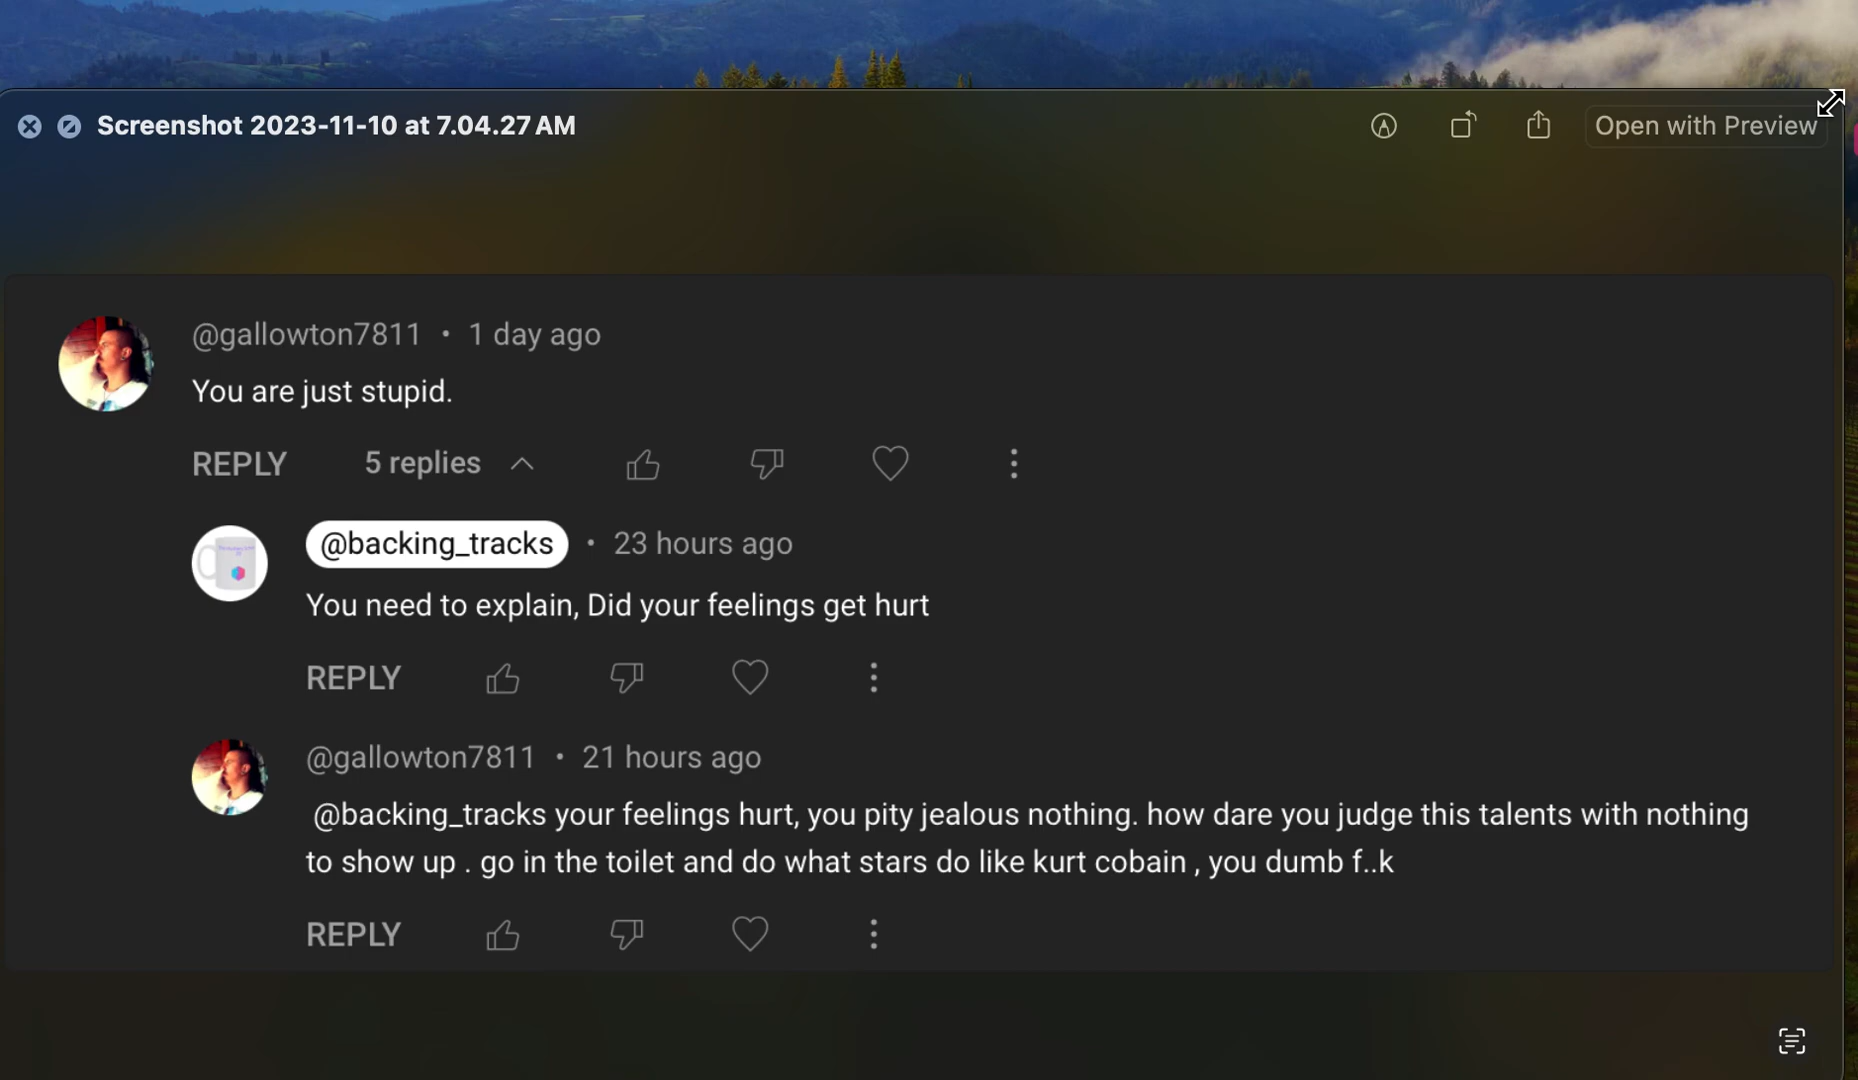 Screenshot 2023-11-10 at 7.04.27 AM
Open with Preview
@gallowton7811 • 1 day ago
You are just stupid.
REPLY 5 replies
@backing_tracks • 23 hours ago
You need to explain, Did your feelings get hurt
REPLY
@gallowton7811 • 21 hours ago
@backing_tracks your feelings hurt, you pity jealous nothing. how dare you judge this talents with nothing
to show up . go in the toilet and do what stars do like kurt cobain , you dumb f..k
REPLY